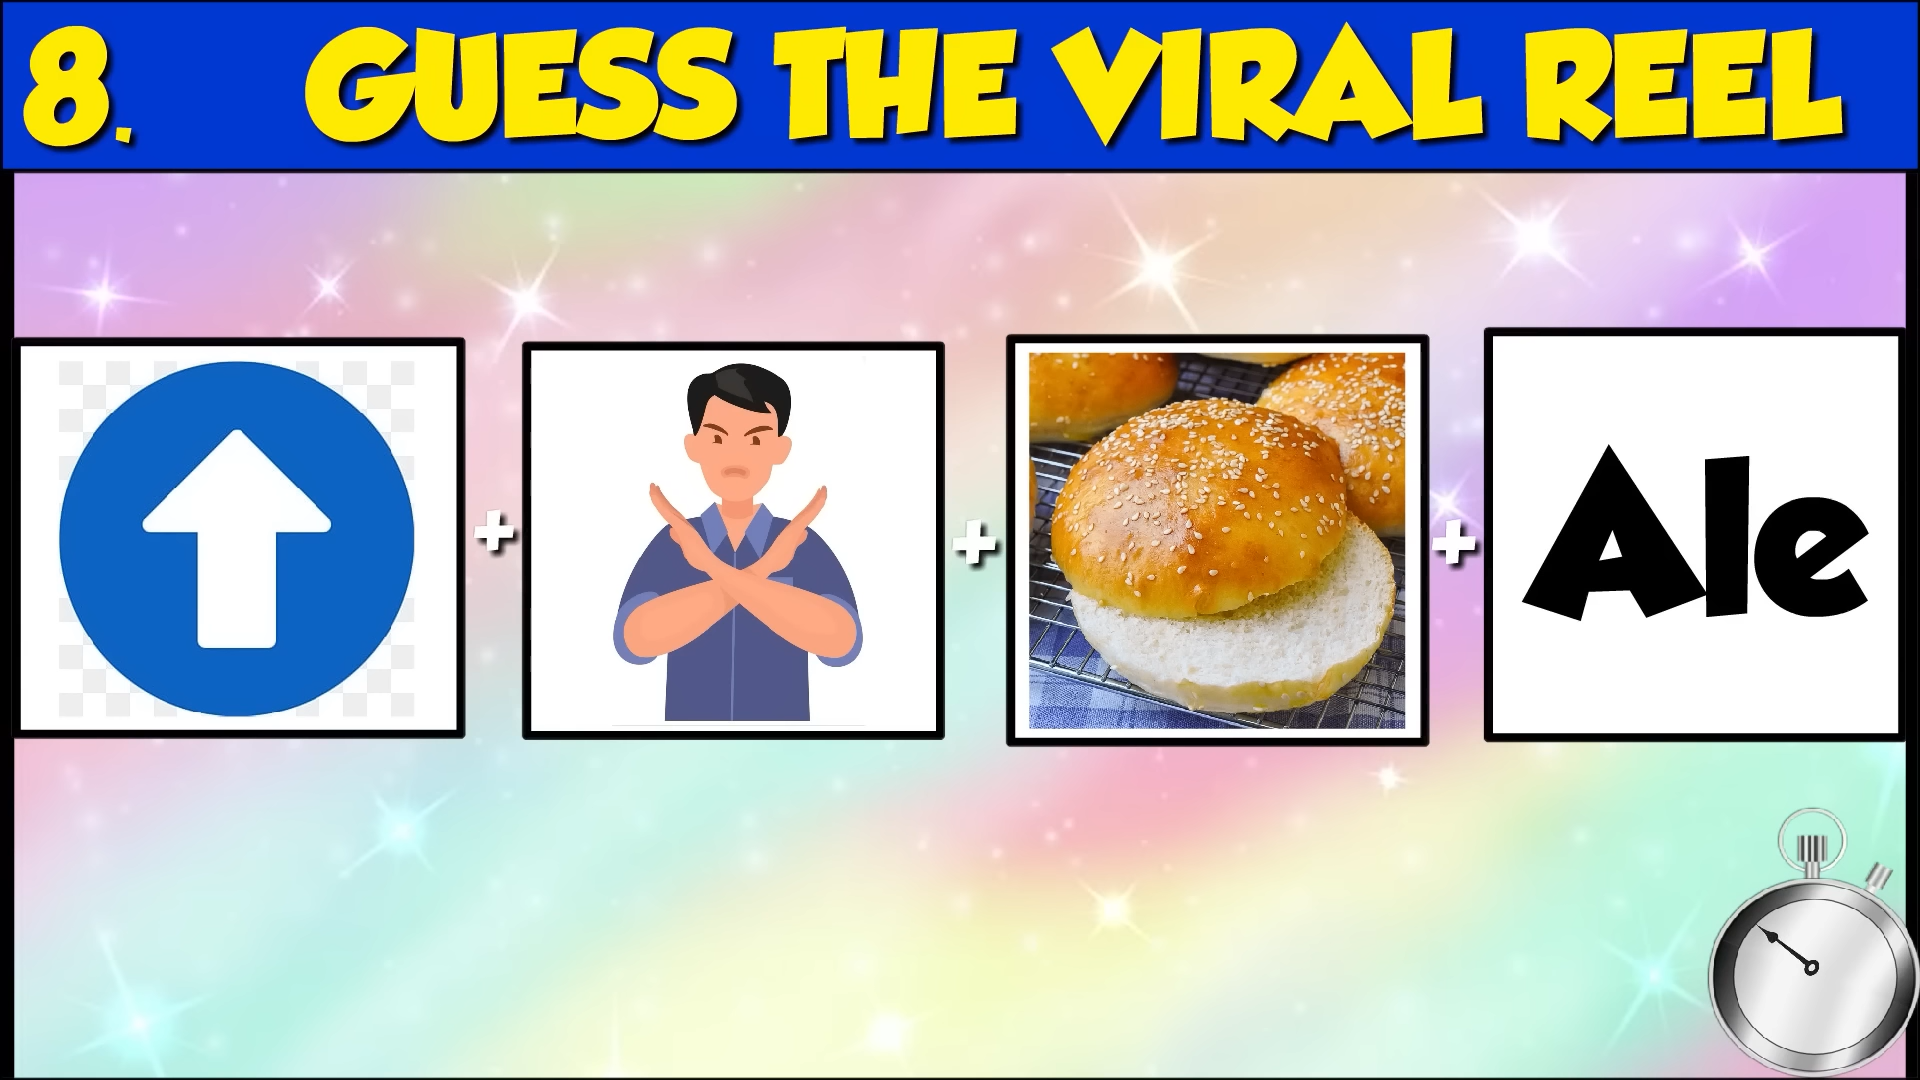 8. GUESS THE VIRAL REEL
+ + +
Ale